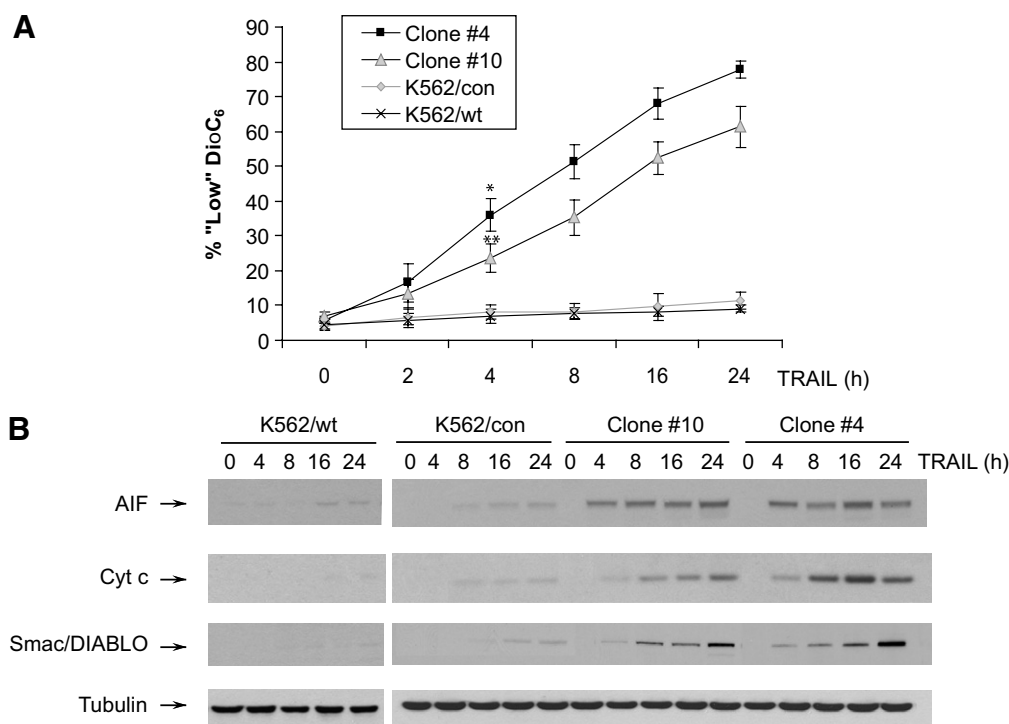 A
Clone #4
Clone #10
K562/con
K562/wt
% "Low" DioC6
90
80
70
60
50
40
30
20
10
0
*
**
0 2 4 8 16 24 TRAIL (h)
B
K562/wt K562/con Clone #10 Clone #4
0 4 8 16 24 0 4 8 16 24 0 4 8 16 24 0 4 8 16 24 TRAIL (h)
AIF
Cyt c
Smac/DIABLO
Tubulin